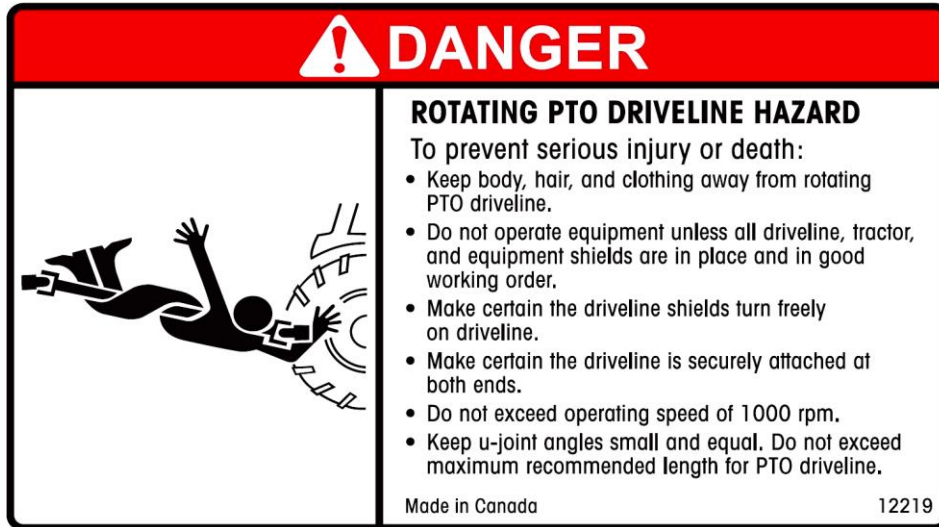 DANGER
ROTATING PTO DRIVELINE HAZARD
To prevent serious injury or death:
• Keep body, hair, and clothing away from rotating
PTO driveline.
• Do not operate equipment unless all driveline, tractor,
and equipment shields are in place and in good
working order.
• Make certain the driveline shields turn freely
on driveline.
• Make certain the driveline is securely attached at
both ends.
• Do not exceed operating speed of 1000 rpm.
• Keep u-joint angles small and equal. Do not exceed
maximum recommended length for PTO driveline.
Made in Canada 12219